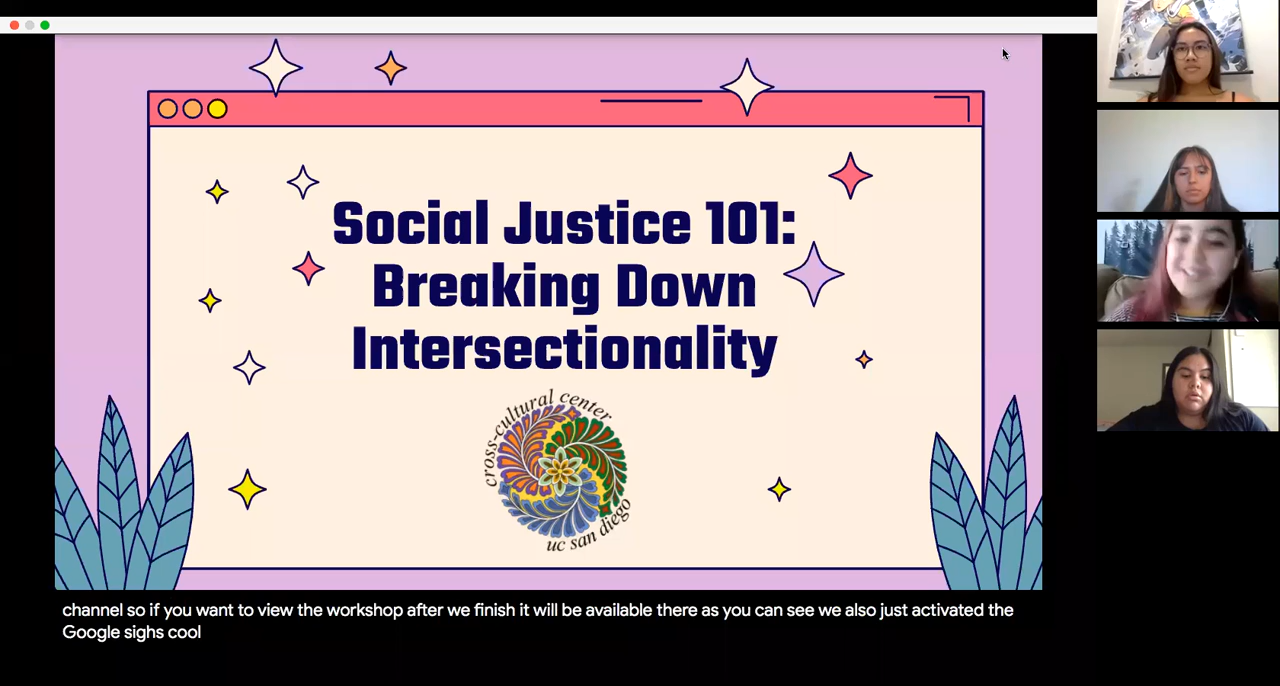 Social Justice 101:
Breaking Down
Intersectionality
cross-cultural center
uc san diego
channel so if you want to view the workshop after we finish it will be available there as you can see we also just activated the
Google sighs cool